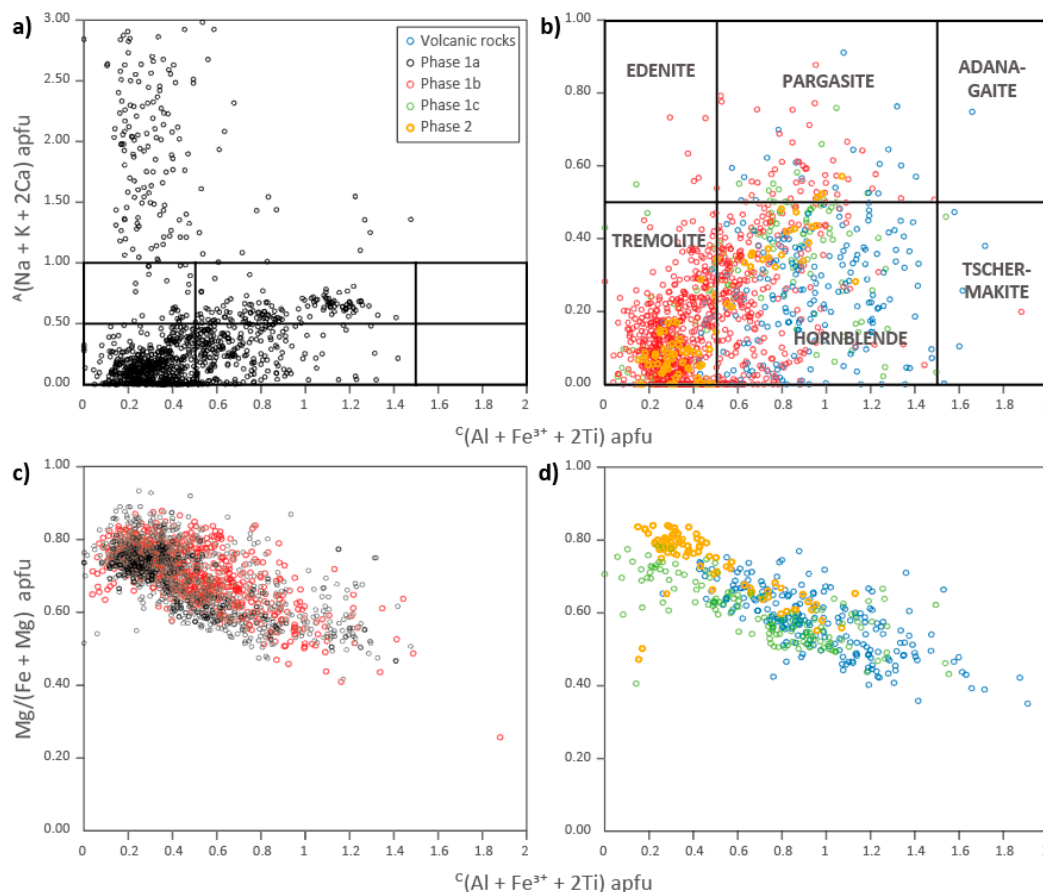 a)
3.00
2.50
2.00
1.50
1.00
0.50
0.00
0 0.2 0.4 0.6 0.8 1 1.2 1.4 1.6 1.8 2
ᴬ(Na + K + 2Ca) apfu
Volcanic rocks
Phase 1a
Phase 1b
Phase 1c
Phase 2
b)
1.00
0.80
0.60
0.40
0.20
0.00
0 0.2 0.4 0.6 0.8 1 1.2 1.4 1.6 1.8 2
EDENITE
PARGASITE
ADANA-
GAITE
TREMOLITE
HORNBLENDE
TSCHER-
MAKITE
ᶜ(Al + Fe³⁺ + 2Ti) apfu
c)
1.00
0.80
0.60
0.40
0.20
0.00
0 0.2 0.4 0.6 0.8 1 1.2 1.4 1.6 1.8 2
Mg/(Fe + Mg) apfu
d)
1.00
0.80
0.60
0.40
0.20
0.00
0 0.2 0.4 0.6 0.8 1 1.2 1.4 1.6 1.8 2
ᶜ(Al + Fe³⁺ + 2Ti) apfu